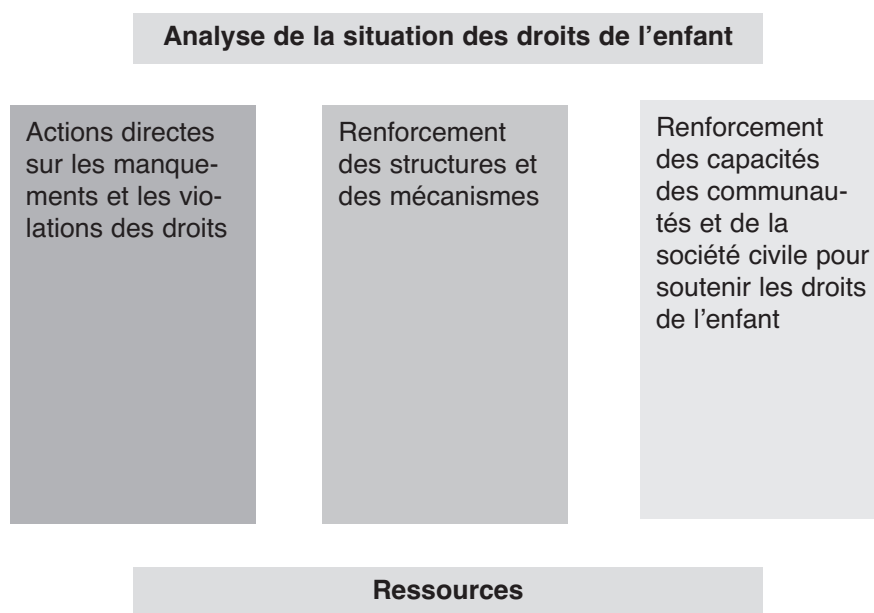 Analyse de la situation des droits de l’enfant
Actions directes
sur les manque-
ments et les vio-
lations des droits
Renforcement
des structures et
des mécanismes
Renforcement
des capacités
des communau-
tés et de la
société civile pour
soutenir les droits
de l’enfant
Ressources